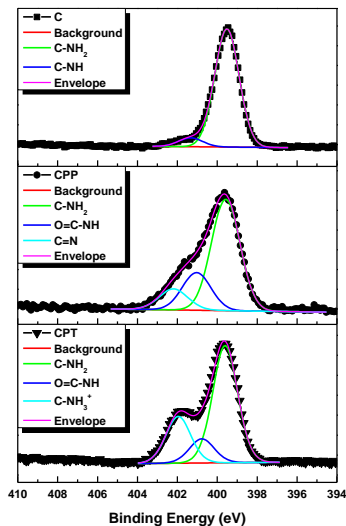 C
Background
C-NH₂
C-NH
Envelope
CPP
Background
C-NH₂
O=C-NH
C=N
Envelope
CPT
Background
C-NH₂
O=C-NH
C-NH₃⁺
Envelope
410 408 406 404 402 400 398 396 394
Binding Energy (eV)